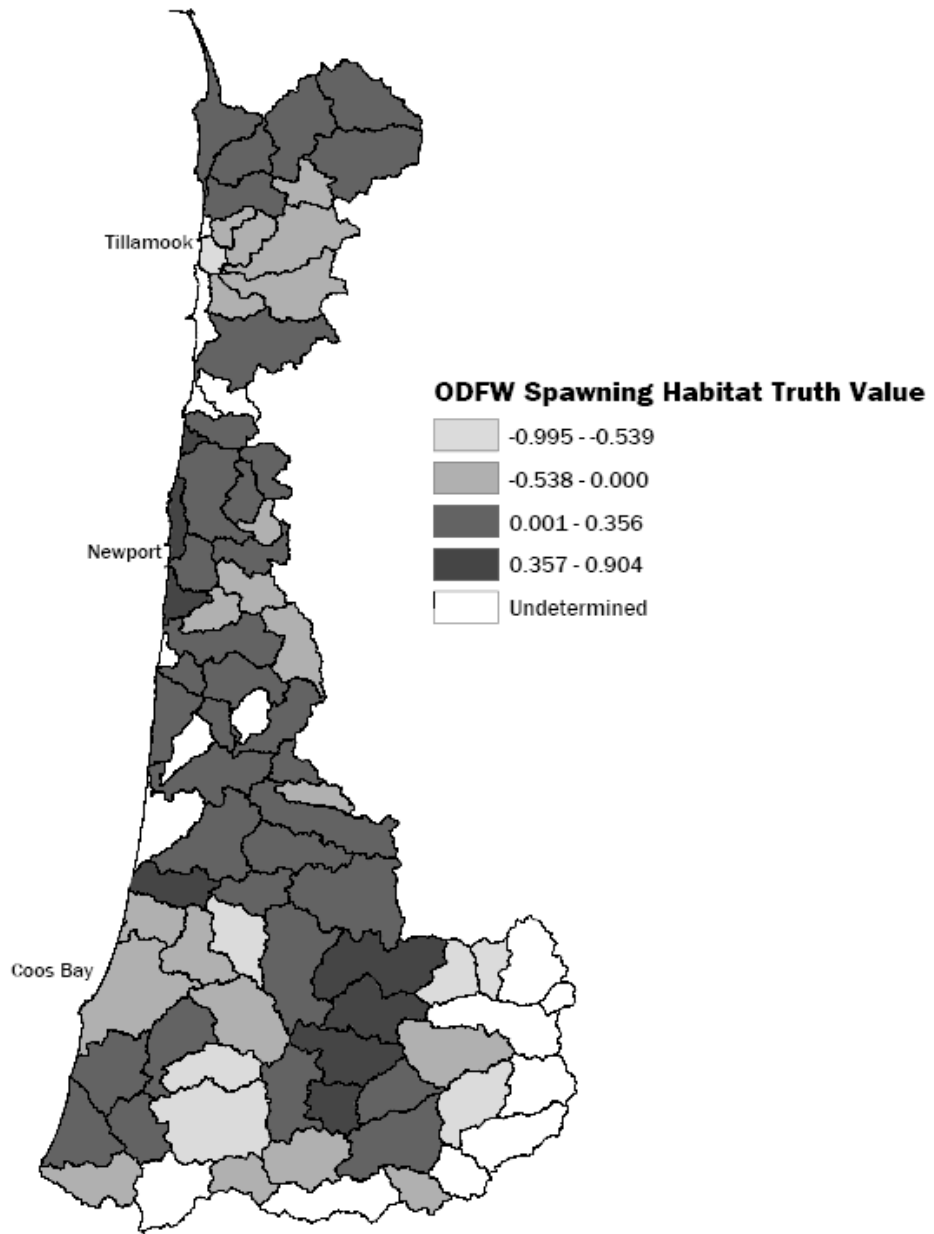 Tillamook
ODFW Spawning Habitat Truth Value
-0.995 - -0.539
-0.538 - 0.000
0.001 - 0.356
Newport
0.357 - 0.904
Undetermined
Coos Bay